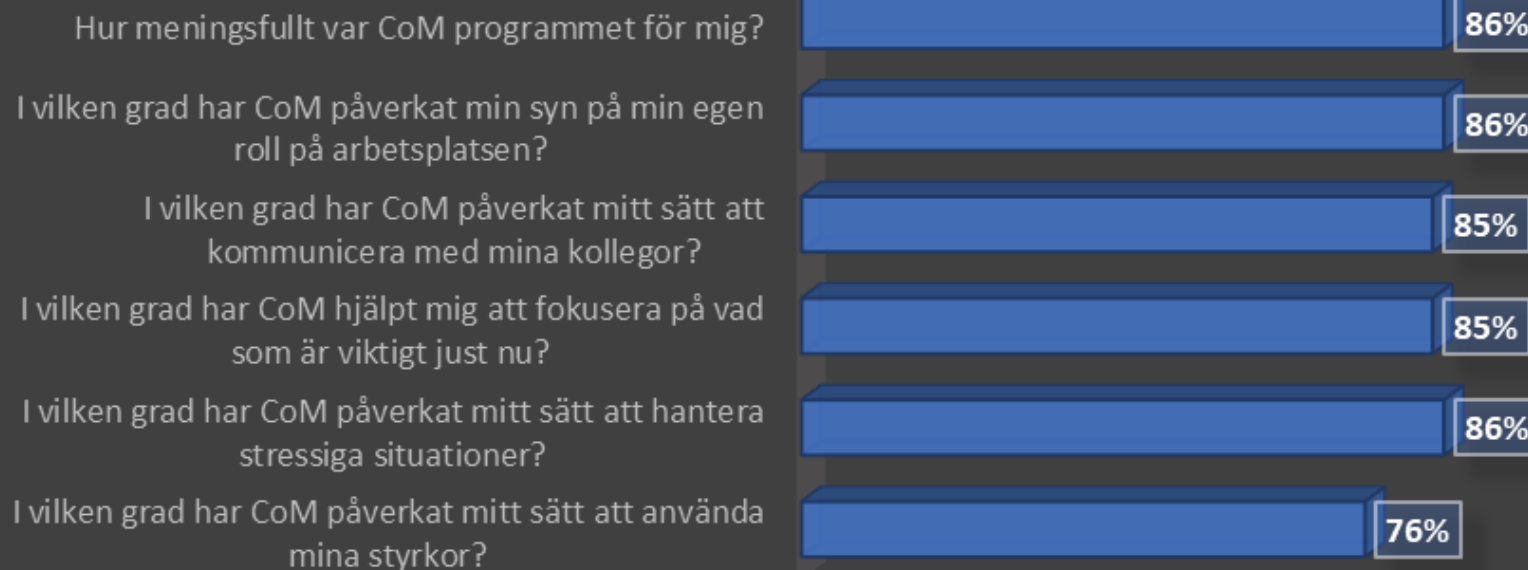 Hur meningsfullt var CoM programmet för mig?
86%
I vilken grad har CoM påverkat min syn på min egen
roll på arbetsplatsen?
86%
I vilken grad har CoM påverkat mitt sätt att
kommunicera med mina kollegor?
85%
I vilken grad har CoM hjälpt mig att fokusera på vad
som är viktigt just nu?
85%
I vilken grad har CoM påverkat mitt sätt att hantera
stressiga situationer?
86%
I vilken grad har CoM påverkat mitt sätt att använda
mina styrkor?
76%